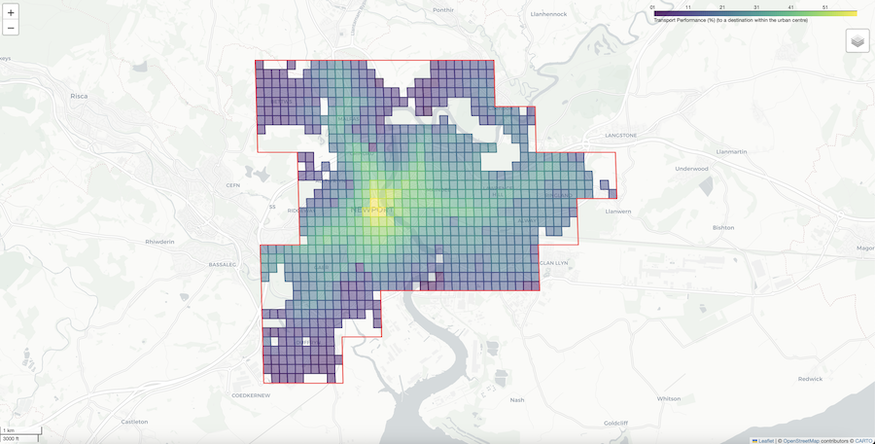 +
−
Ponthir
Llanhennock
01 11 21 31 41 51
Transport Performance (%) (to a destination within the urban centre)
Risca
LANGSTONE
Llanmartin
Underwood
CEFN
NEWPORT
Llanwern
Bishton
Rhiwderin
Magor
BASSALEG
GLAN LLYN
Redwick
COEDKERNEW
Nash
Whitson
Castleton
Goldcliff
1 km
3000 ft
Leaflet | © OpenStreetMap contributors © CARTO